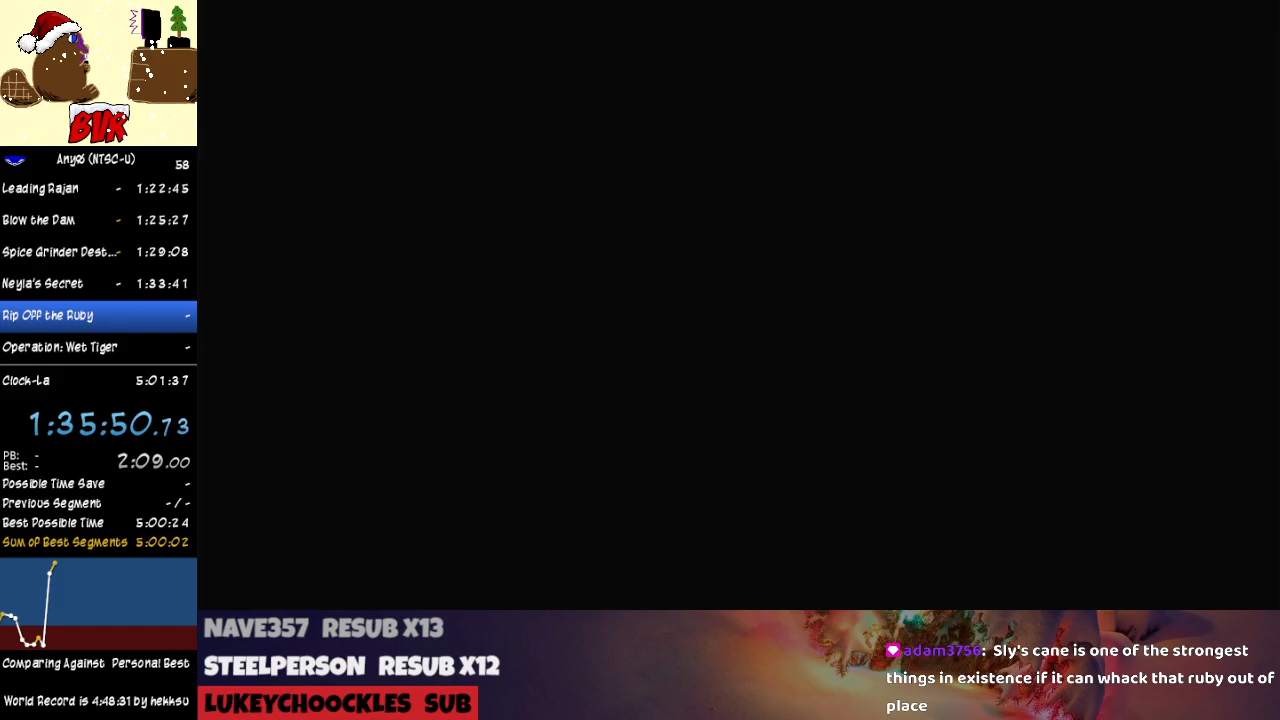 BVR
Any% (NTSC-U)
58
Leading Rajan - 1:22:45
Blow the Dam - 1:25:27
Spice Grinder Dest...- 1:29:08
Neyla's Secret - 1:33:41
Rip Off the Ruby -
Operation: Wet Tiger -
Clock-La 5:01:37
1:35:50.73
PB: -
Best: - 2:09.00
Possible Time Save -
Previous Segment - / -
Best Possible Time 5:00:24
Sum of Best Segments 5:00:02
Comparing Against Personal Best
World Record is 4:48:31 by hekksu
NAVE357 RESUB X13
STEELPERSON RESUB X12
LUKEYCHOOCKLES SUB
adam3756: Sly's cane is one of the strongest
things in existence if it can whack that ruby out of
place